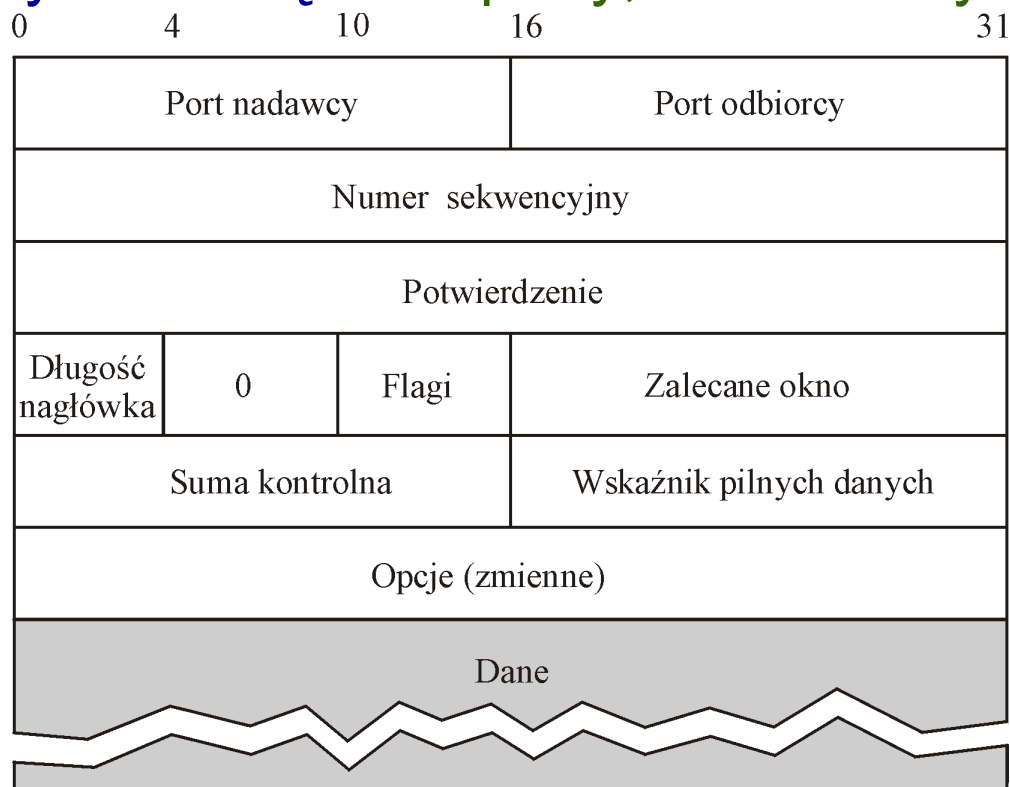 0 4 10 16 31
Port nadawcy Port odbiorcy
Numer sekwencyjny
Potwierdzenie
Długość
nagłówka
0 Flagi Zalecane okno
Suma kontrolna Wskaźnik pilnych danych
Opcje (zmienne)
Dane